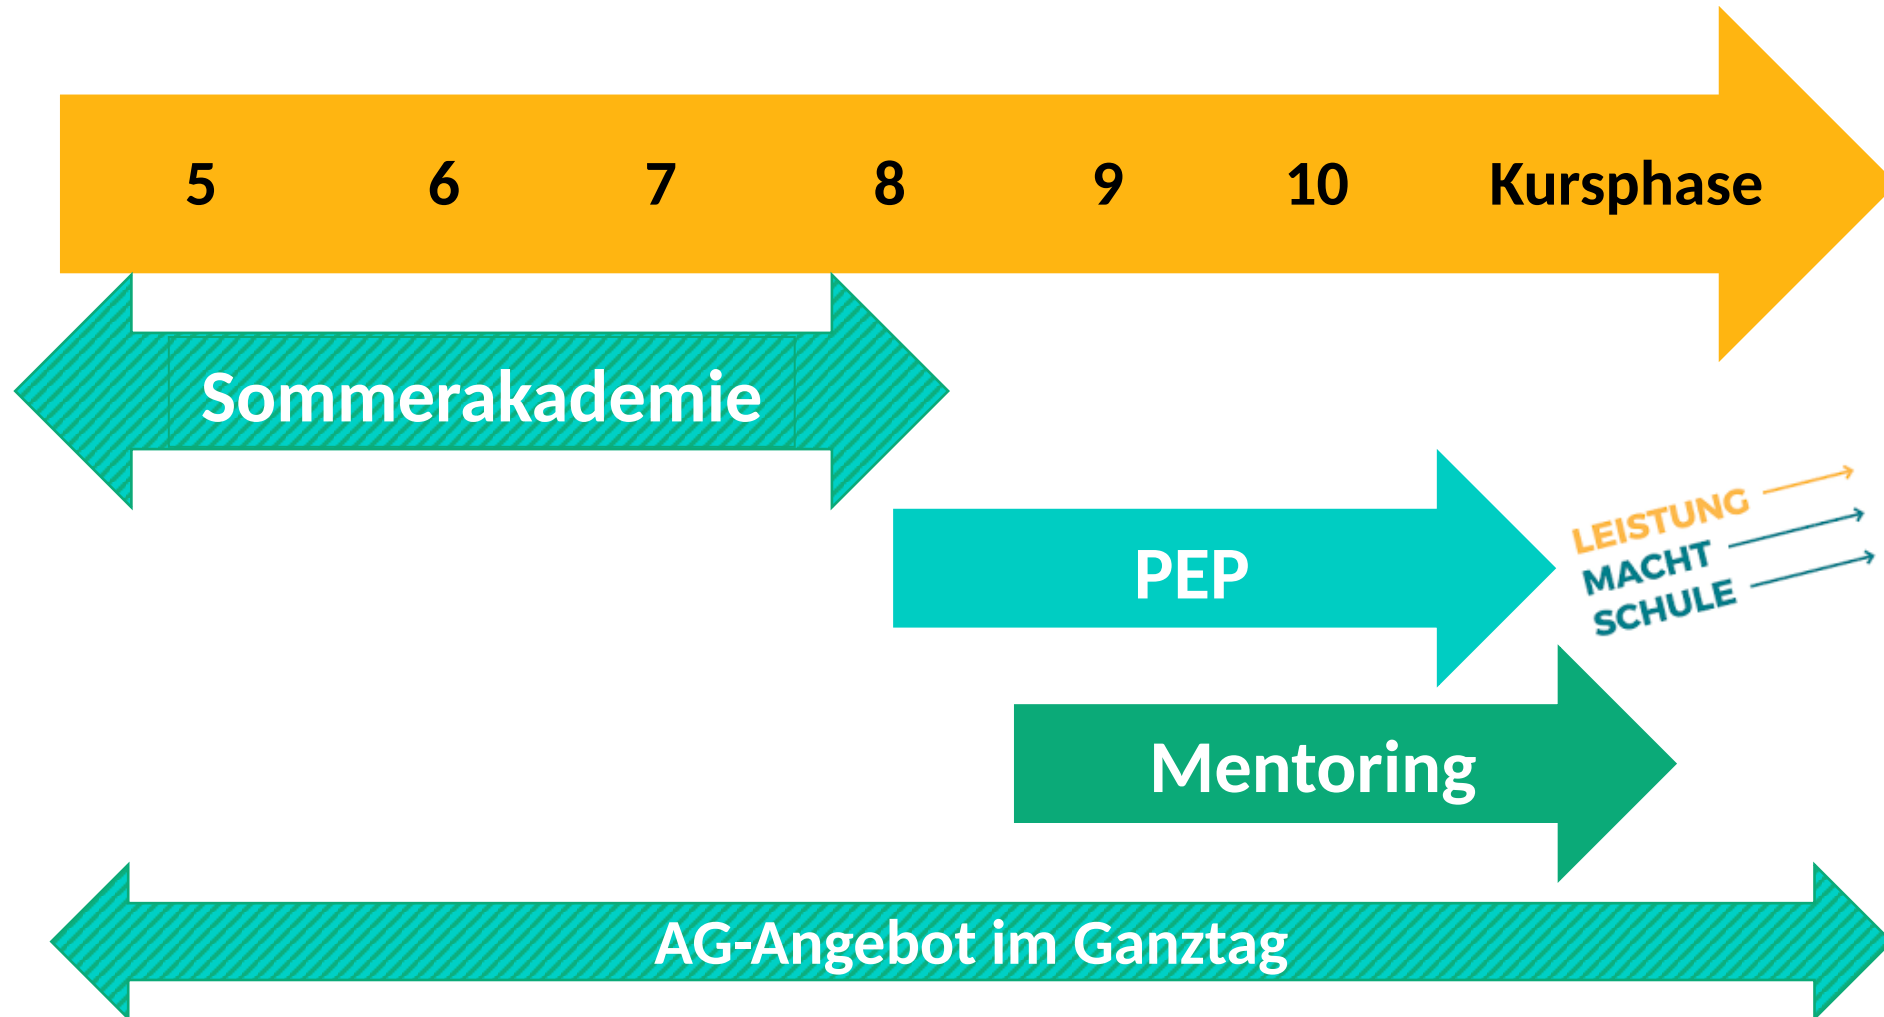 5 6 7 8 9 10 Kursphase
Sommerakademie
PEP
LEISTUNG
MACHT
SCHULE
Mentoring
AG-Angebot im Ganztag